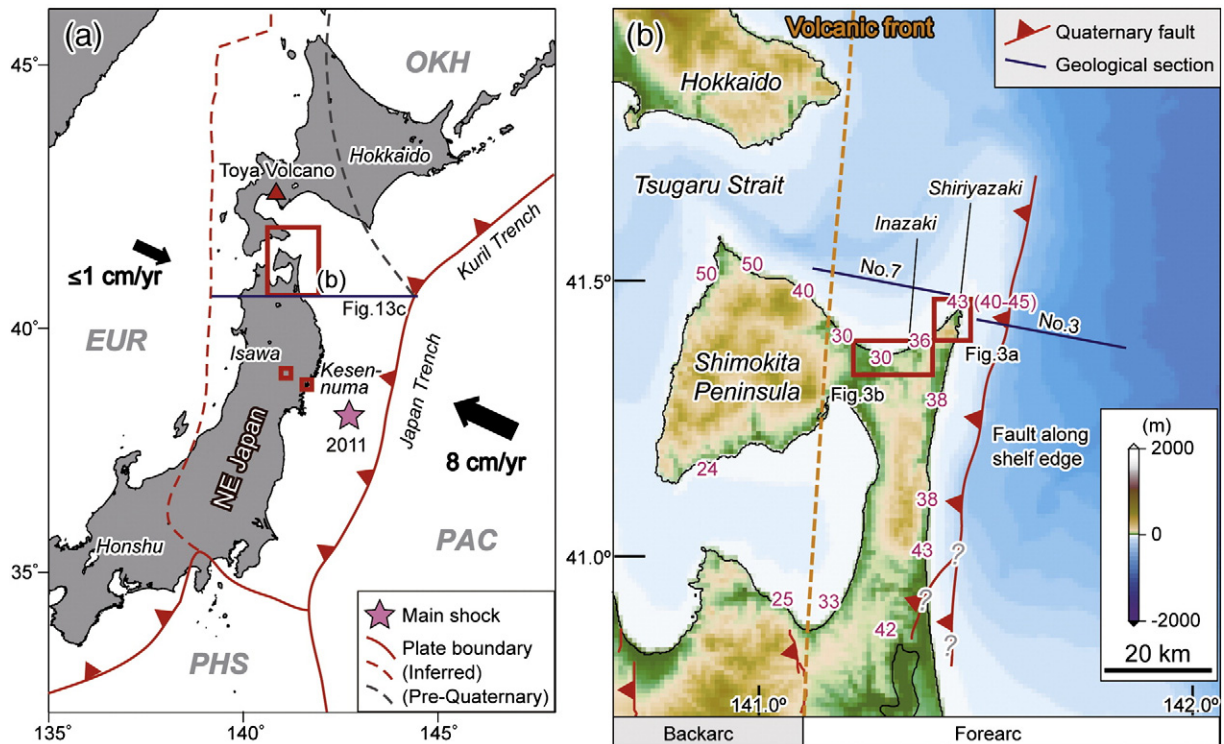 (a)
45°
OKH
Hokkaido
Toya Volcano
≤1 cm/yr
(b)
Kuril Trench
40°
Fig.13c
EUR
Isawa
Kesen-
numa
2011
Japan Trench
8 cm/yr
NE Japan
PAC
Honshu
35°
PHS
Main shock
Plate boundary
(Inferred)
(Pre-Quaternary)
135°
140°
145°
(b)
Volcanic front
Quaternary fault
Geological section
Hokkaido
Tsugaru Strait
Shiriyazaki
Inazaki
41.5°
50
50
40
No.7
43 (40-45)
No.3
30
30
36
Fig.3a
Shimokita
Peninsula
Fig.3b
38
Fault along
shelf edge
24
38
41.0°
43
?
25
33
?
42
?
(m)
2000
0
-2000
20 km
141.0°
142.0°
Backarc
Forearc